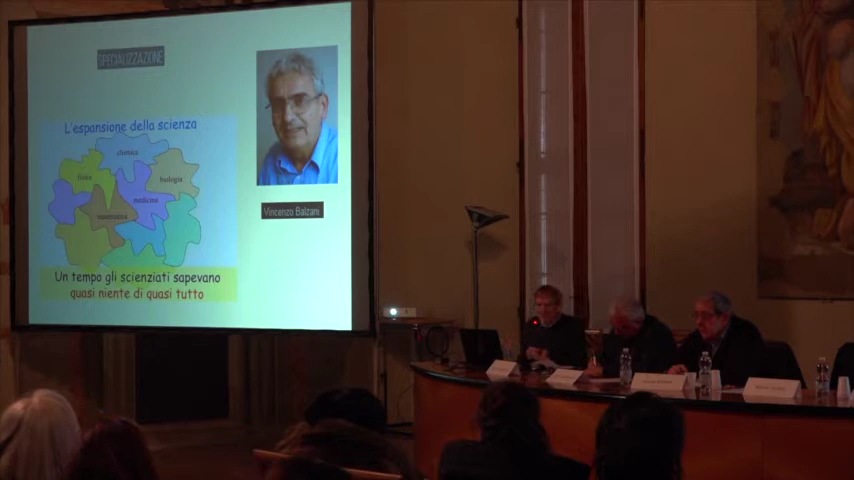 SPECIALIZZAZIONE
L'espansione della scienza
chimica
fisica
biologia
medicina
matematica
Vincenzo Balzani
Un tempo gli scienziati sapevano
quasi niente di quasi tutto